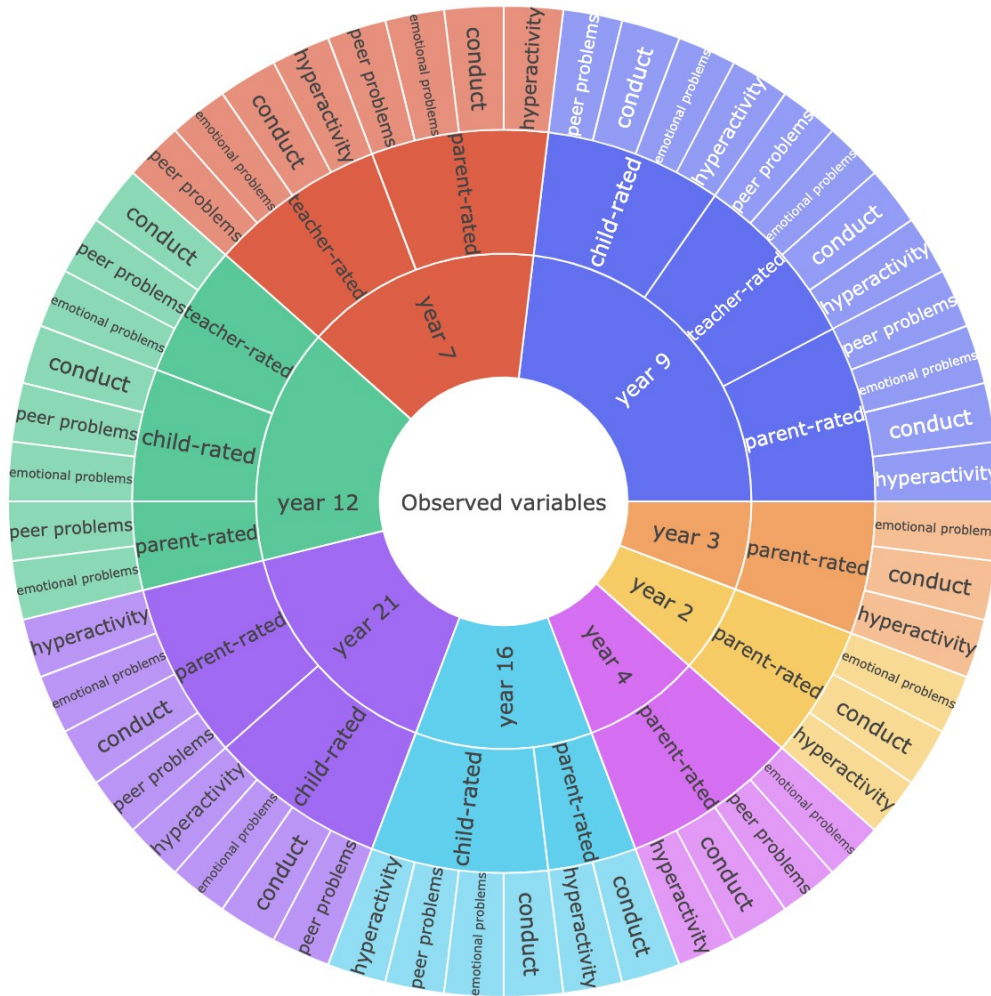 Observed variables
year 9
child-rated
peer problems
conduct
emotional problems
hyperactivity
teacher-rated
peer problems
emotional problems
conduct
hyperactivity
parent-rated
peer problems
emotional problems
conduct
hyperactivity
year 3
parent-rated
emotional problems
conduct
hyperactivity
year 2
parent-rated
emotional problems
conduct
hyperactivity
year 4
parent-rated
emotional problems
peer problems
conduct
hyperactivity
year 16
parent-rated
conduct
hyperactivity
child-rated
conduct
emotional problems
peer problems
hyperactivity
year 21
child-rated
peer problems
conduct
emotional problems
hyperactivity
parent-rated
peer problems
conduct
emotional problems
hyperactivity
year 12
parent-rated
emotional problems
peer problems
child-rated
emotional problems
peer problems
conduct
teacher-rated
emotional problems
peer problems
conduct
year 7
teacher-rated
peer problems
emotional problems
conduct
hyperactivity
parent-rated
peer problems
emotional problems
conduct
hyperactivity